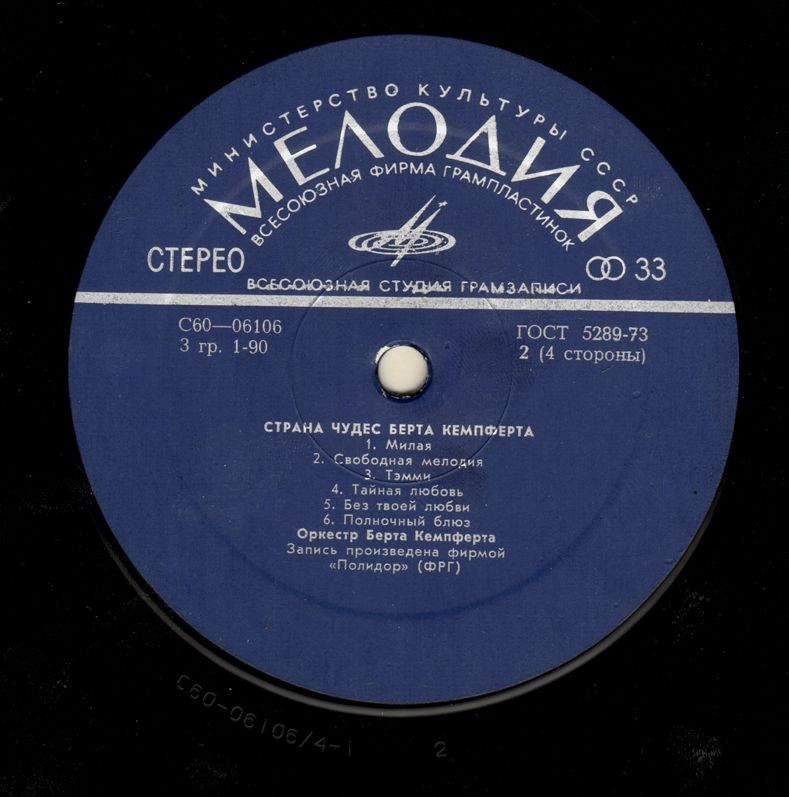 МИНИСТЕРСТВО КУЛЬТУРЫ СССР
МЕЛОДИЯ
ВСЕСОЮЗНАЯ ФИРМА ГРАМПЛАСТИНОК
СТЕРЕО
33
ВСЕСОЮЗНАЯ СТУДИЯ ГРАМЗАПИСИ
С60—06106
ГОСТ 5289-73
3 гр. 1-90
2 (4 стороны)
СТРАНА ЧУДЕС БЕРТА КЕМПФЕРТА
1. Милая
2. Свободная мелодия
3. Тэмми
4. Тайная любовь
5. Без твоей любви
6. Полночный блюз
Оркестр Берта Кемпферта
Запись произведена фирмой
«Полидор» (ФРГ)
С60-06106/4-1 2